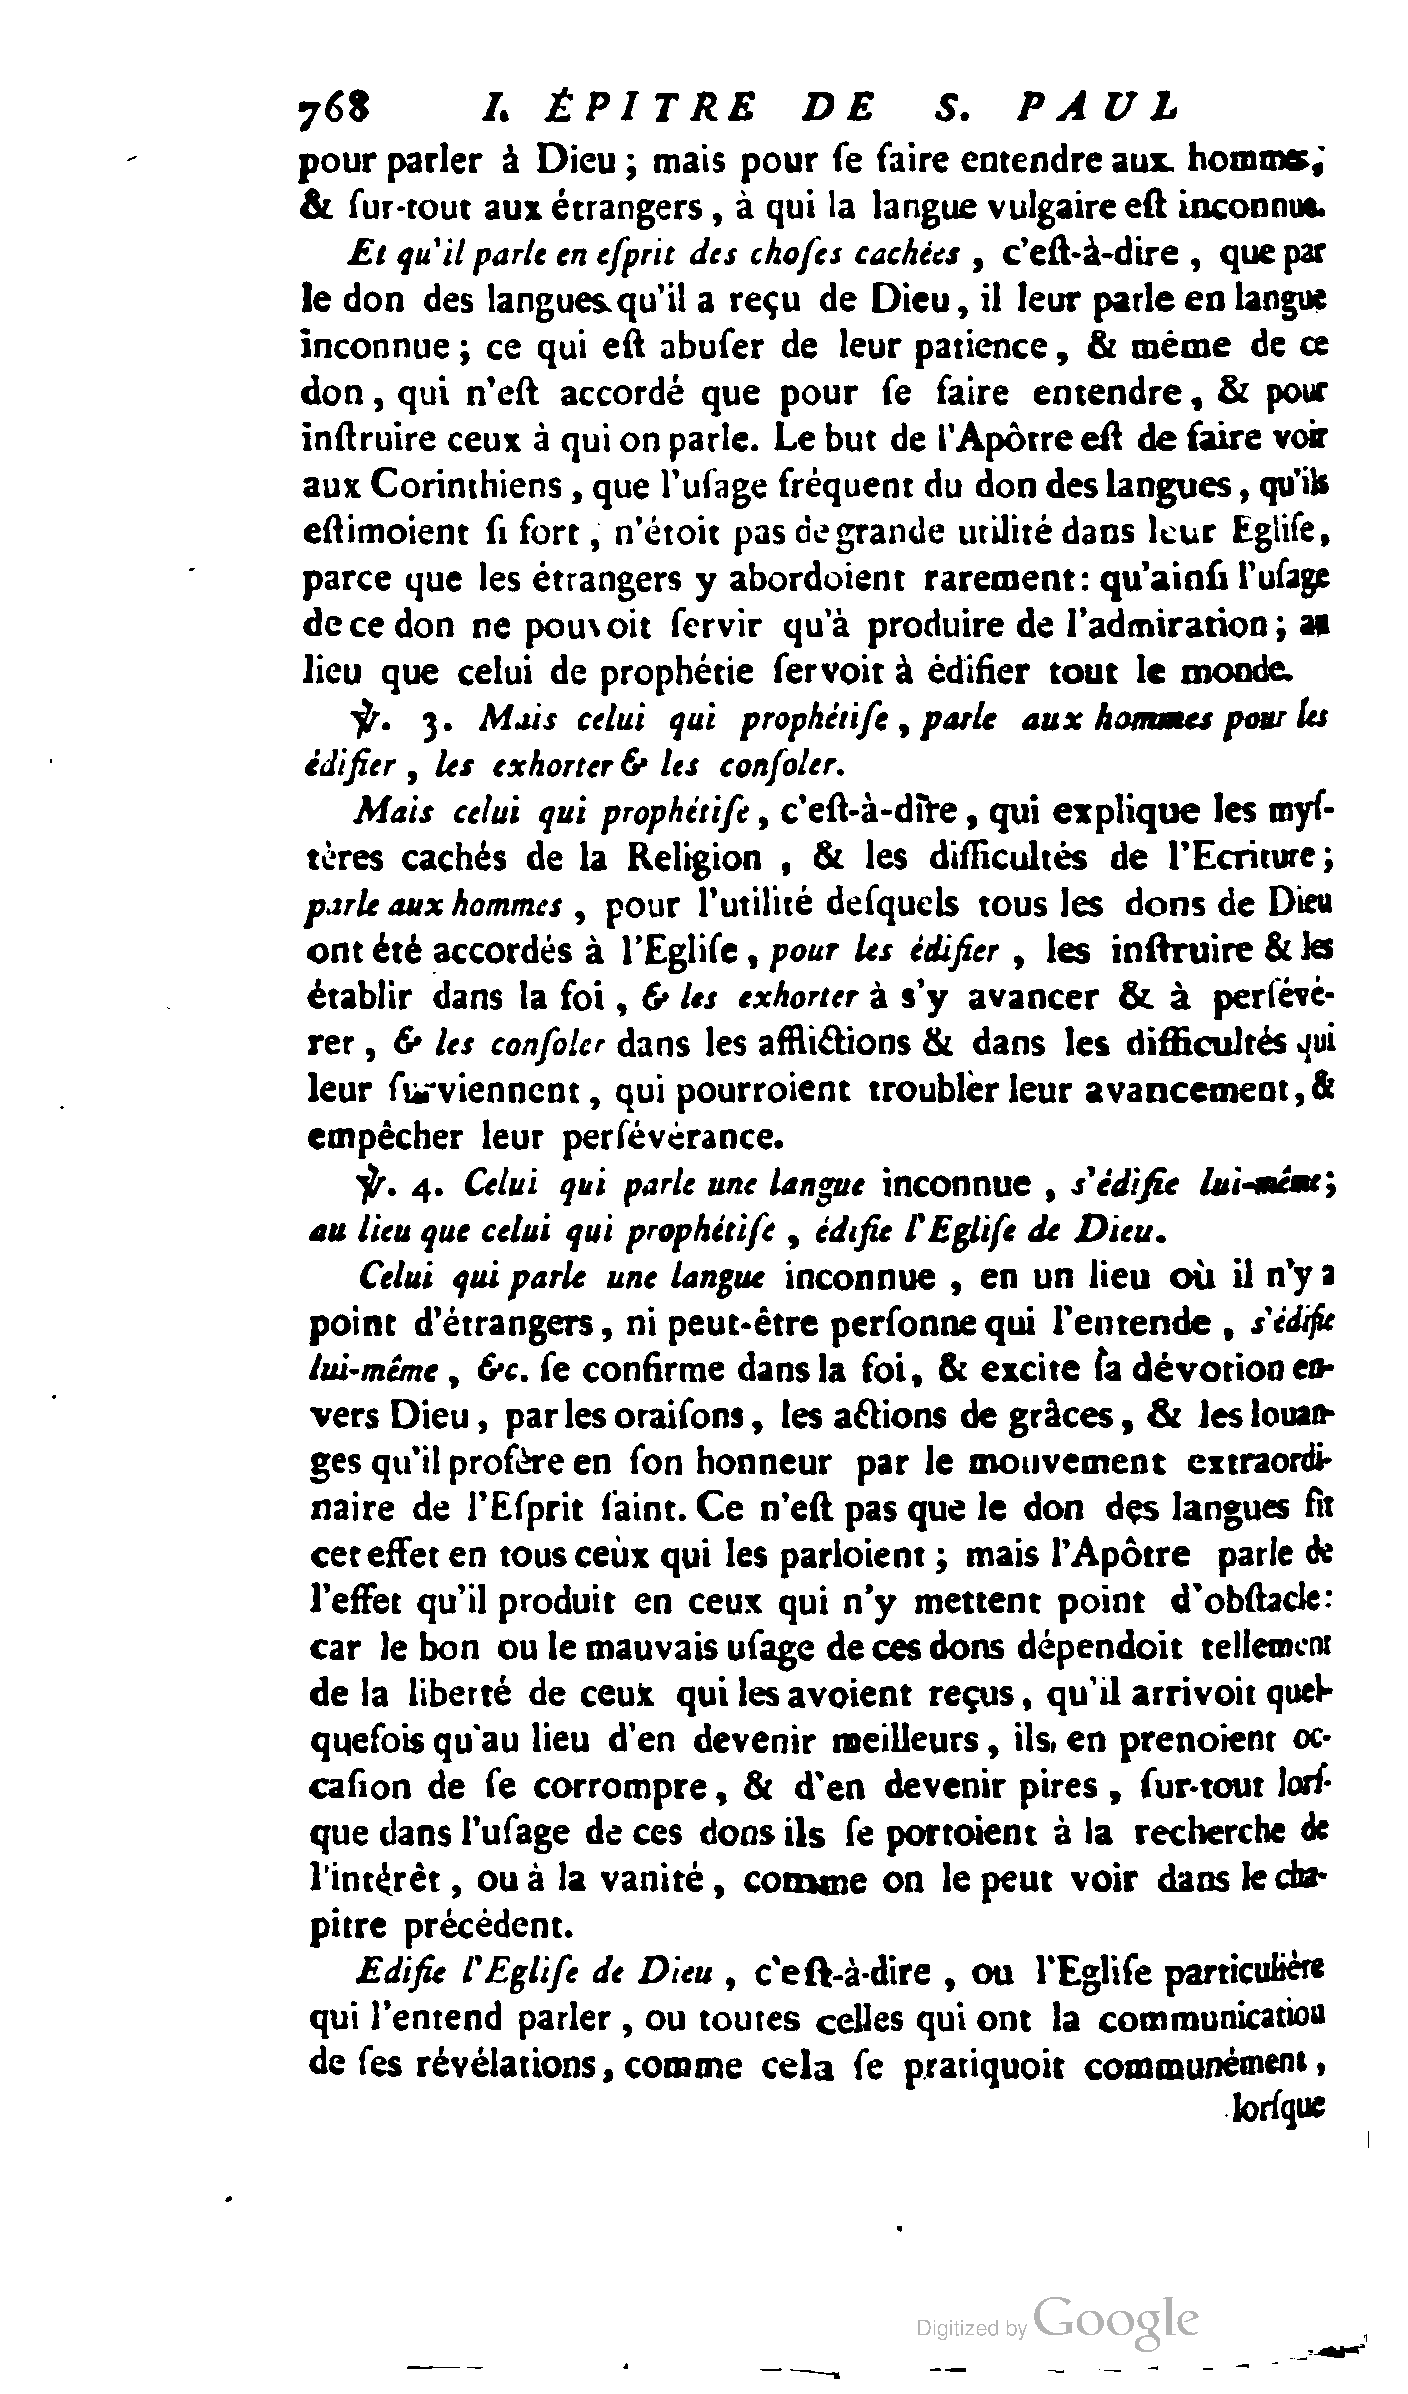 768 I. ÉPITRE DE S. PAUL
pour parler à Dieu ; mais pour ſe faire entendre aux hommes ;
& ſur-tout aux étrangers , à qui la langue vulgaire eſt inconnue.
Et qu'il parle en eſprit des choſes cachées , c'eſt-à-dire , que par
le don des langues qu'il a reçu de Dieu , il leur parle en langue
inconnue ; ce qui eſt abuſer de leur patience , & même de ce
don , qui n'eſt accordé que pour ſe faire entendre , & pour
inſtruire ceux à qui on parle. Le but de l'Apôtre eſt de faire voir
aux Corinthiens , que l'uſage fréquent du don des langues , qu'ils
eſtimoient ſi fort , n'étoit pas de grande utilité dans leur Egliſe,
parce que les étrangers y abordoient rarement : qu'ainſi l'uſage
de ce don ne pouvoit ſervir qu'à produire de l'admiration ; au
lieu que celui de prophétie ſervoit à édifier tout le monde.
℣. 3. Mais celui qui prophétiſe , parle aux hommes pour les
édifier , les exhorter & les conſoler.
Mais celui qui prophétiſe , c'eſt-à-dire , qui explique les myſ-
tères cachés de la Religion , & les difficultés de l'Ecriture ;
parle aux hommes , pour l'utilité deſquels tous les dons de Dieu
ont été accordés à l'Egliſe , pour les édifier , les inſtruire & les
établir dans la foi , & les exhorter à s'y avancer & à perſévé-
rer , & les conſoler dans les afflictions & dans les difficultés qui
leur ſurviennent , qui pourroient troubler leur avancement , &
empêcher leur perſévérance.
℣. 4. Celui qui parle une langue inconnue , s'édifie lui-même ;
au lieu que celui qui prophétiſe , édifie l'Egliſe de Dieu.
Celui qui parle une langue inconnue , en un lieu où il n'y a
point d'étrangers , ni peut-être perſonne qui l'entende , s'édifie
lui-même , &c. ſe confirme dans la foi , & excite ſa dévotion en-
vers Dieu , par les oraiſons , les actions de grâces , & les louan-
ges qu'il profère en ſon honneur par le mouvement extraordi-
naire de l'Eſprit ſaint. Ce n'eſt pas que le don des langues fît
cet effet en tous ceux qui les parloient ; mais l'Apôtre parle de
l'effet qu'il produit en ceux qui n'y mettent point d'obſtacle :
car le bon ou le mauvais uſage de ces dons dépendoit tellement
de la liberté de ceux qui les avoient reçus , qu'il arrivoit quel-
quefois qu'au lieu d'en devenir meilleurs , ils en prenoient oc-
caſion de ſe corrompre , & d'en devenir pires , ſur-tout lorſ-
que dans l'uſage de ces dons ils ſe portoient à la recherche de
l'intérêt , ou à la vanité , comme on le peut voir dans le cha-
pitre précédent.
Edifie l'Egliſe de Dieu , c'eſt-à-dire , ou l'Egliſe particulière
qui l'entend parler , ou toutes celles qui ont la communication
de ſes révélations , comme cela ſe pratiquoit communément ,
lorſque
Digitized by Google